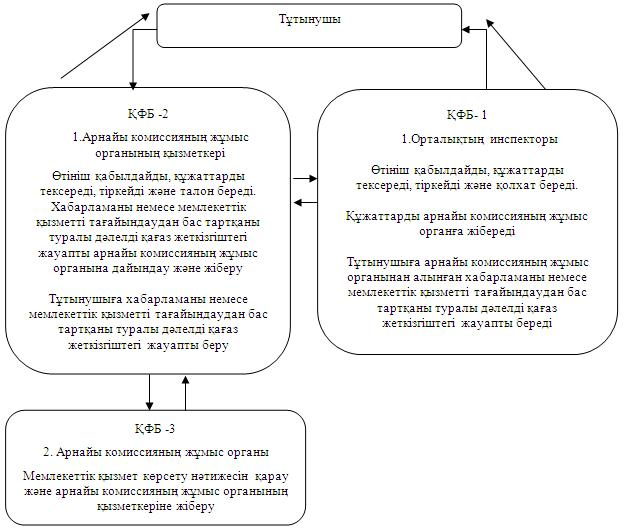 Тұтынушы
ҚФБ -2
1.Арнайы комиссияның жұмыс
органының қызметкері
Өтініш қабылдайды, құжаттарды
тексереді, тіркейді және талон береді.
Хабарламаны немесе мемлекеттік
қызметті тағайындаудан бас тартқаны
туралы дәлелді қағаз жеткізгіштегі
жауапты арнайы комиссияның жұмыс
органына дайындау және жіберу
Тұтынушыға хабарламаны немесе
мемлекеттік қызметті тағайындаудан бас
тартқаны туралы дәлелді қағаз
жеткізгіштегі жауапты беру
ҚФБ- 1
1.Орталықтың инспекторы
Өтініш қабылдайды, құжаттарды
тексереді, тіркейді және қолхат береді.
Құжаттарды арнайы комиссияның жұмыс
органға жібереді
Тұтынушыға арнайы комиссияның жұмыс
органынан алынған хабарламаны немесе
мемлекеттік қызметті тағайындаудан бас
тартқаны туралы дәлелді қағаз
жеткізгіштегі жауапты береді
ҚФБ -3
2. Арнайы комиссияның жұмыс органы
Мемлекеттік қызмет көрсету нәтижесін қарау
және арнайы комиссияның жұмыс органының
қызметкеріне жіберу